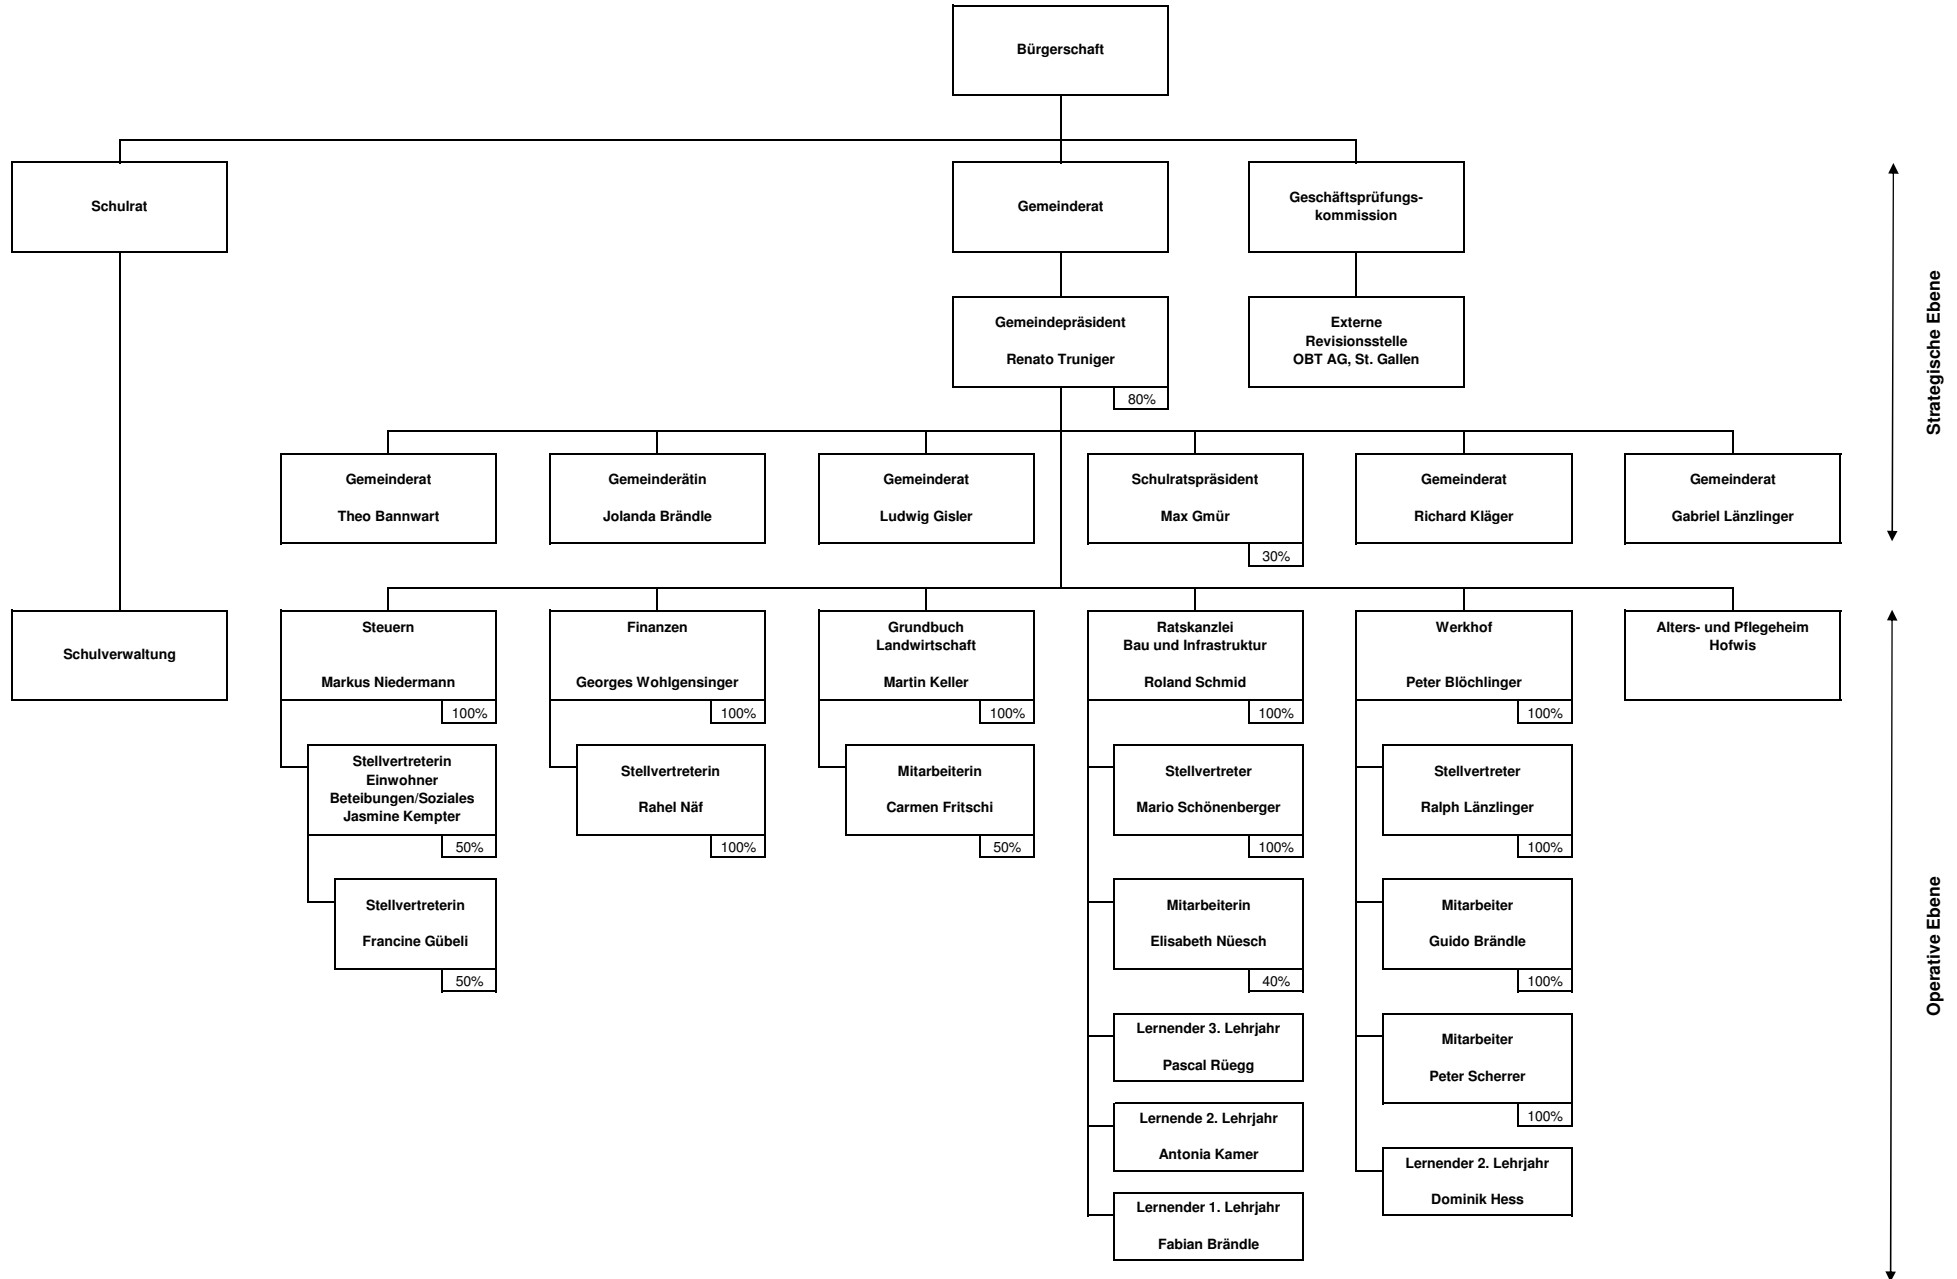 Bürgerschaft
Schulrat
Gemeinderat
Geschäftsprüfungs-
kommission
Gemeindepräsident
Renato Truniger
80%
Externe
Revisionsstelle
OBT AG, St. Gallen
Strategische Ebene
Gemeinderat
Theo Bannwart
Gemeinderätin
Jolanda Brändle
Gemeinderat
Ludwig Gisler
Schulratspräsident
Max Gmür
30%
Gemeinderat
Richard Kläger
Gemeinderat
Gabriel Länzlinger
Schulverwaltung
Steuern
Markus Niedermann
100%
Stellvertreterin
Einwohner
Beteibungen/Soziales
Jasmine Kempter
50%
Stellvertreterin
Francine Gübeli
50%
Finanzen
Georges Wohlgensinger
100%
Stellvertreterin
Rahel Näf
100%
Grundbuch
Landwirtschaft
Martin Keller
100%
Mitarbeiterin
Carmen Fritschi
50%
Ratskanzlei
Bau und Infrastruktur
Roland Schmid
100%
Stellvertreter
Mario Schönenberger
100%
Mitarbeiterin
Elisabeth Nüesch
40%
Lernender 3. Lehrjahr
Pascal Rüegg
Lernende 2. Lehrjahr
Antonia Kamer
Lernender 1. Lehrjahr
Fabian Brändle
Werkhof
Peter Blöchlinger
100%
Stellvertreter
Ralph Länzlinger
100%
Mitarbeiter
Guido Brändle
100%
Mitarbeiter
Peter Scherrer
100%
Lernender 2. Lehrjahr
Dominik Hess
Alters- und Pflegeheim
Hofwis
Operative Ebene